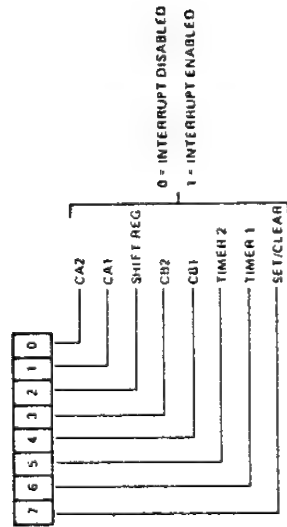 7 6 5 4 3 2 1 0
CA2
CA1
SHIFT REG
CB2
CB1
TIMER 2
TIMER 1
SET/CLEAR
0 = INTERRUPT DISABLED
1 = INTERRUPT ENABLED